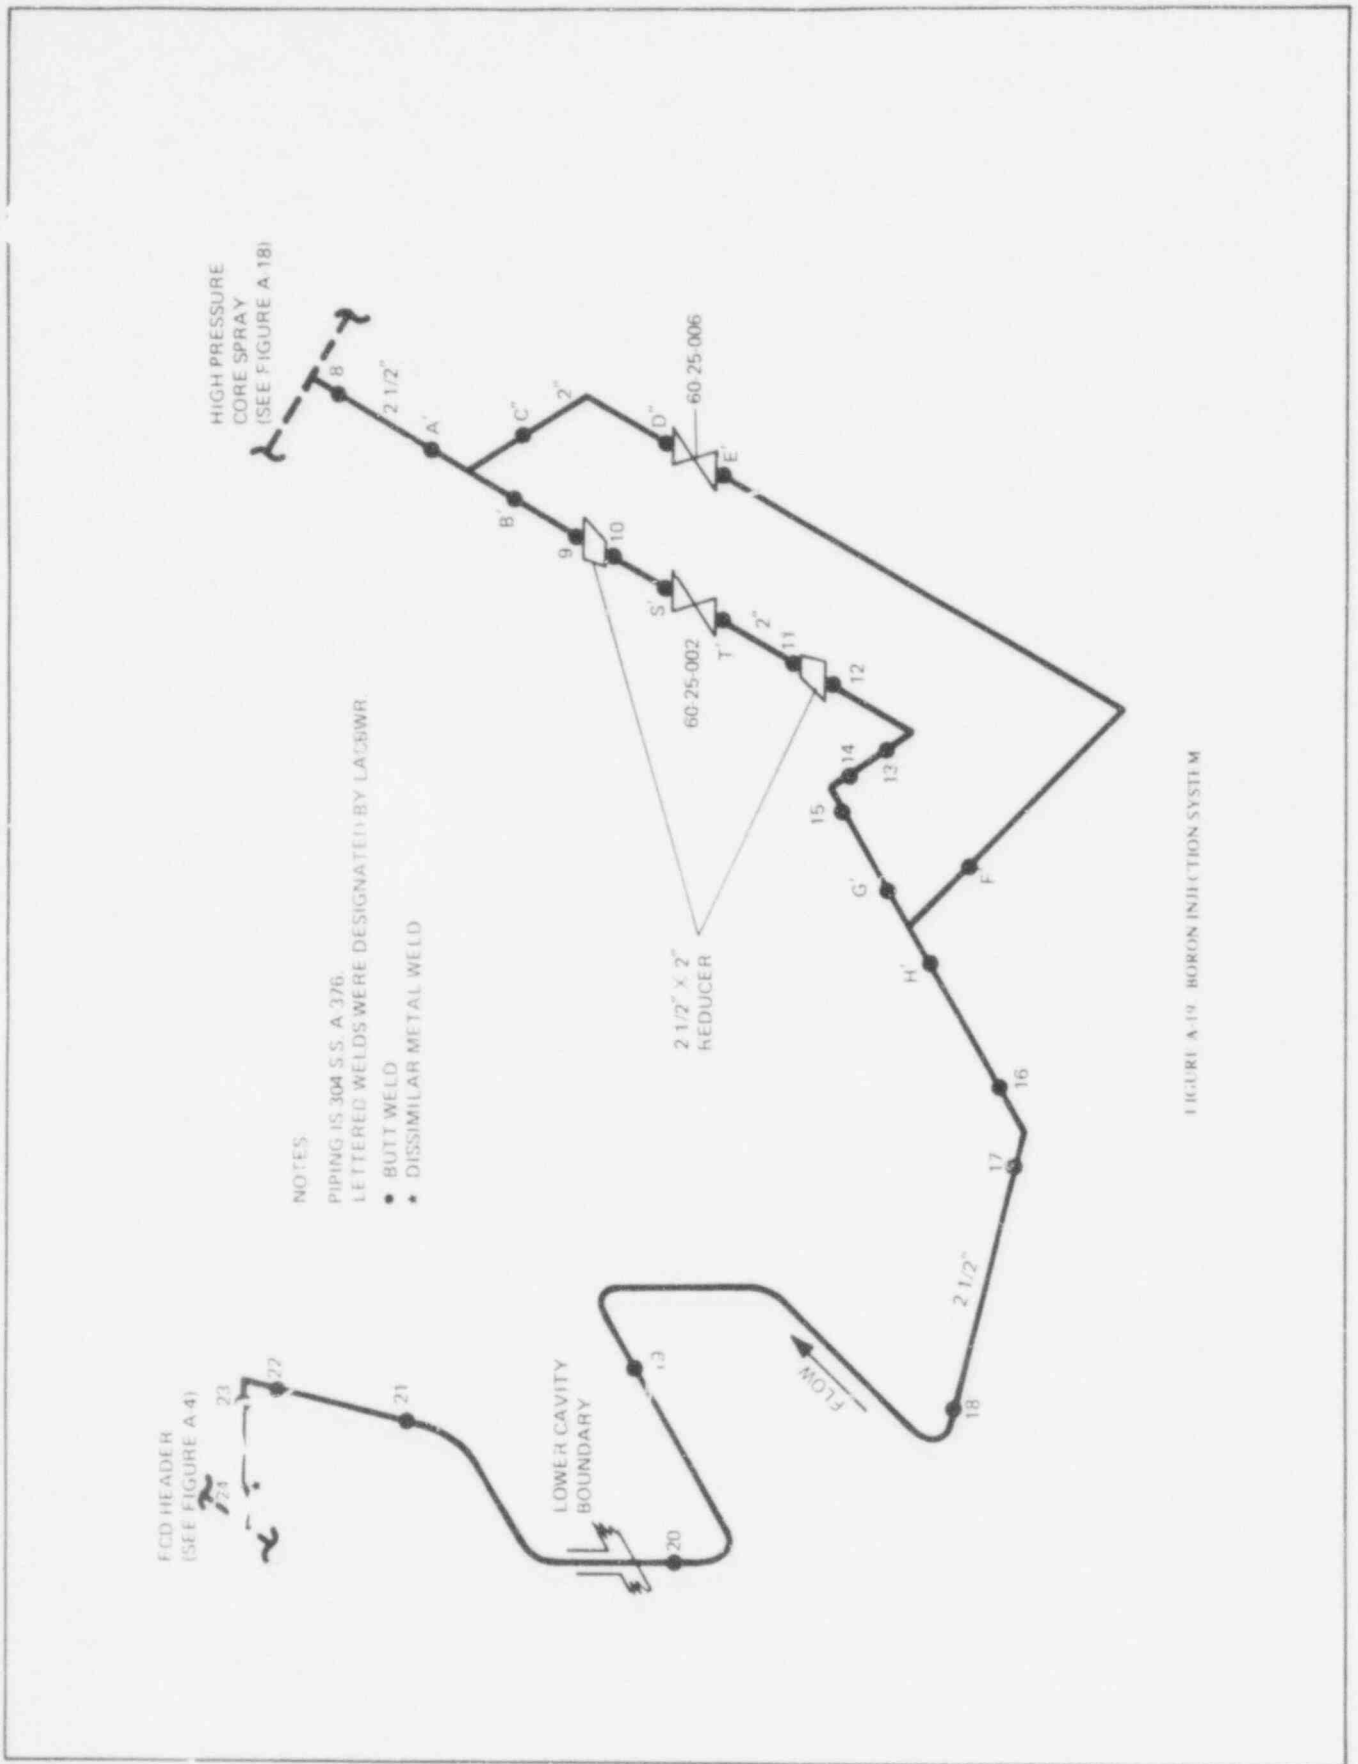 HIGH PRESSURE
CORE SPRAY
(SEE FIGURE A-18)
8
2 1/2"
A'
C"
2"
D"
60-25-006
E'
B'
9
10
S'
60-25-002
T'
2"
11
12
13
14
15
G'
F'
H'
2 1/2" X 2"
REDUCER
16
17
2 1/2"
18
FLOW
20
LOWER CAVITY
BOUNDARY
21
22
23
24
HEADER
(SEE FIGURE A-4)
NOTES
PIPING IS 304 S.S. A 376.
LETTERED WELDS WERE DESIGNATED BY LACBWR
● BUTT WELD
★ DISSIMILAR METAL WELD
FIGURE A-19. BORON INJECTION SYSTEM